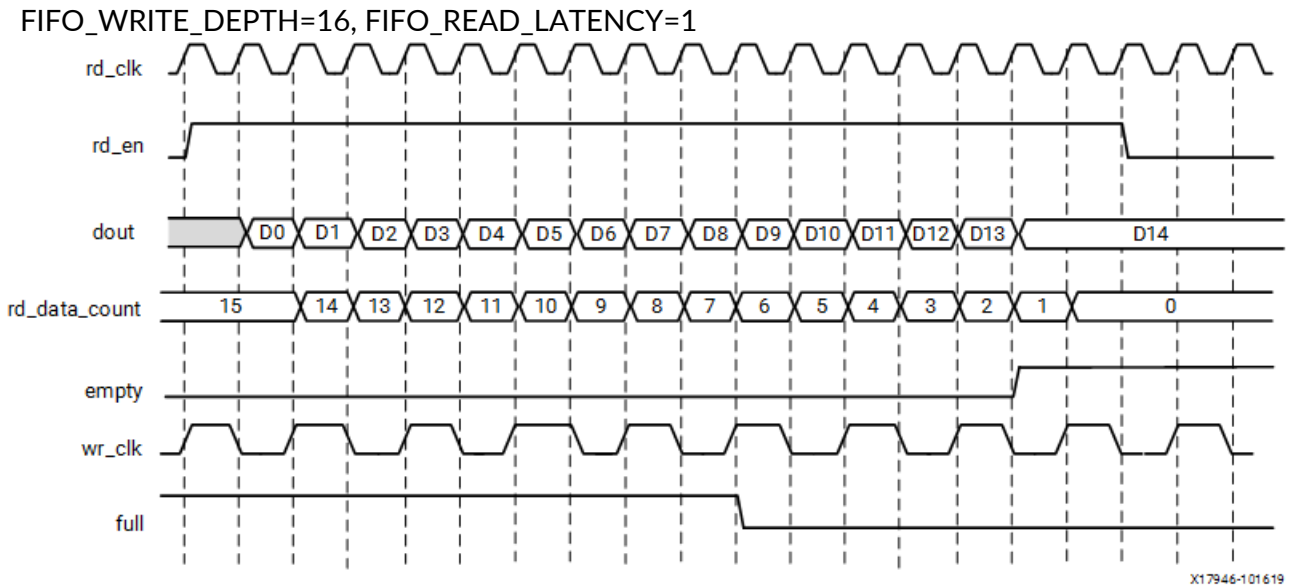 FIFO_WRITE_DEPTH=16, FIFO_READ_LATENCY=1
rd_clk
rd_en
dout D0 D1 D2 D3 D4 D5 D6 D7 D8 D9 D10 D11 D12 D13 D14
rd_data_count 15 14 13 12 11 10 9 8 7 6 5 4 3 2 1 0
empty
wr_clk
full
X17946-101619